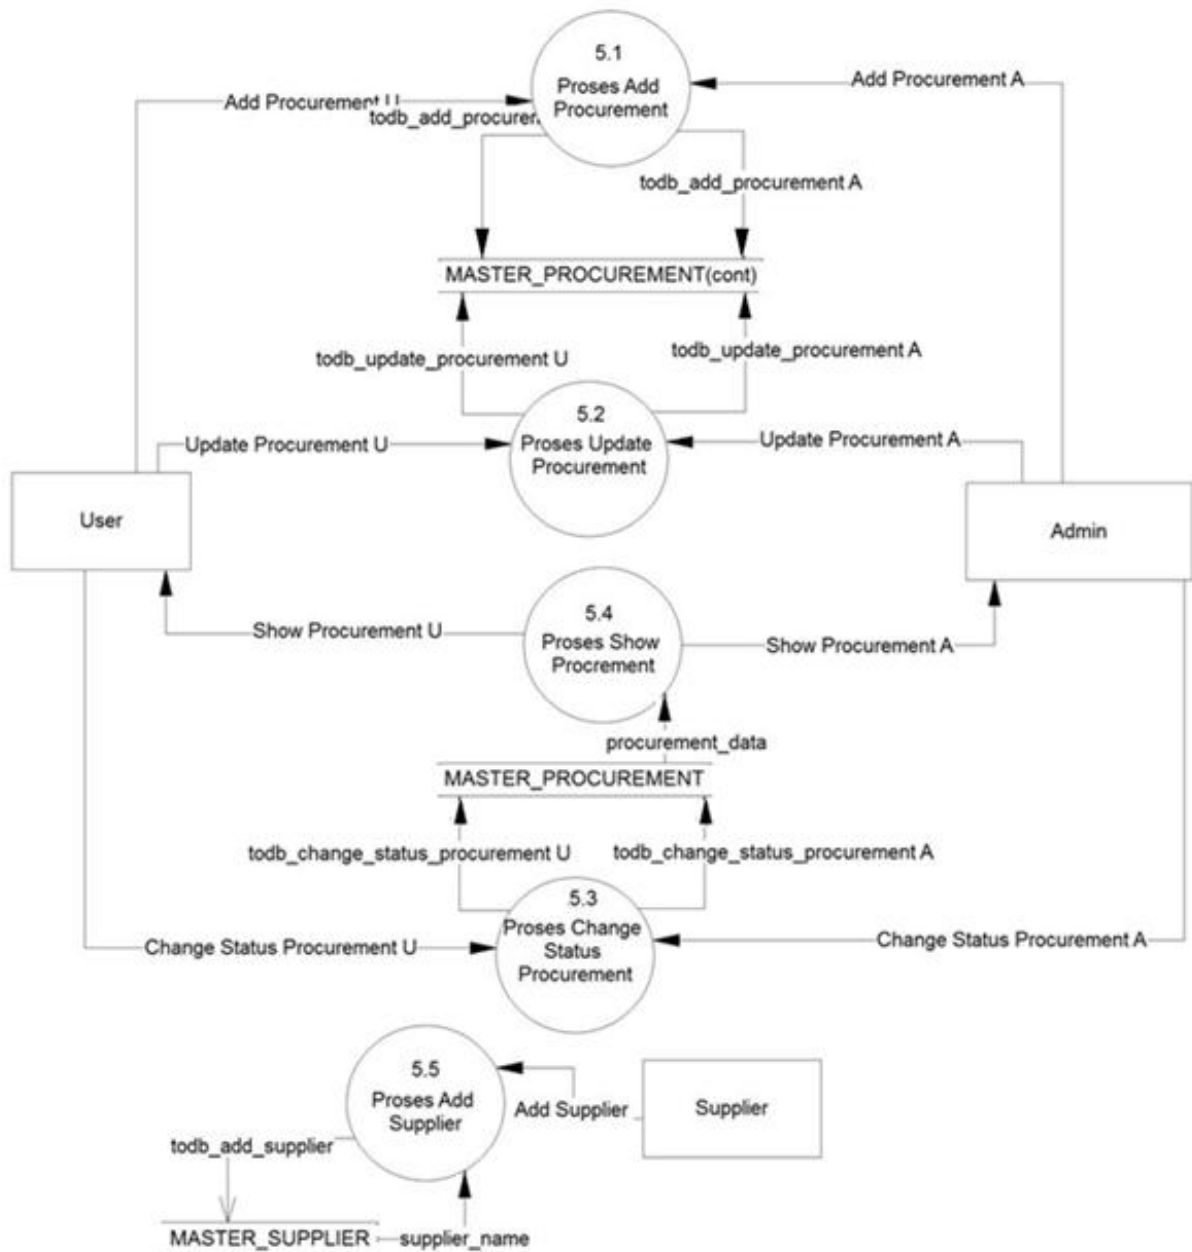 5.1
Proses Add
Procurement
Add Procurement A
Add Procurement U
todb_add_procurement A
MASTER_PROCUREMENT(cont)
todb_update_procurement U
todb_update_procurement A
5.2
Proses Update
Procurement
Update Procurement U
Update Procurement A
User
Admin
5.4
Proses Show
Procrement
Show Procurement U
Show Procurement A
procurement_data
MASTER_PROCUREMENT
todb_change_status_procurement U
todb_change_status_procurement A
5.3
Proses Change
Status
Procurement
Change Status Procurement U
Change Status Procurement A
5.5
Proses Add
Supplier
Add Supplier
Supplier
todb_add_supplier
MASTER_SUPPLIER
supplier_name